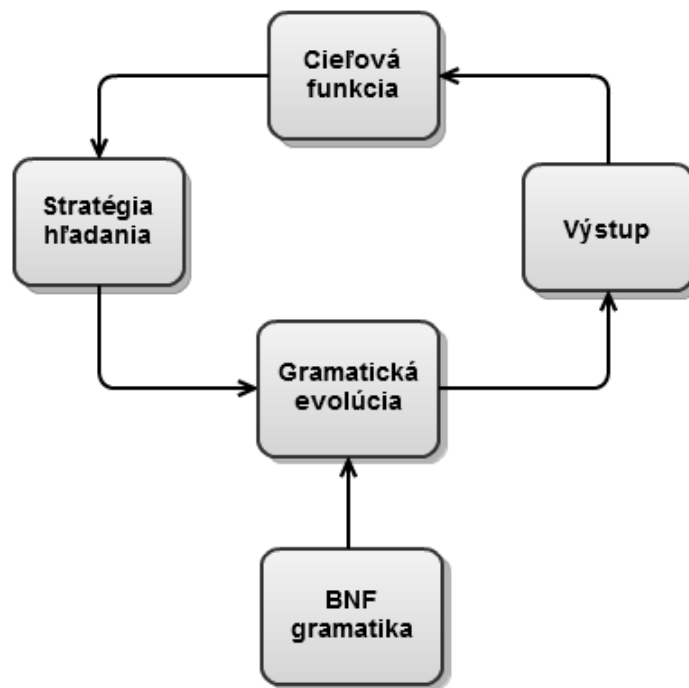 Cieľová
funkcia
Stratégia
hľadania
Výstup
Gramatická
evolúcia
BNF
gramatika